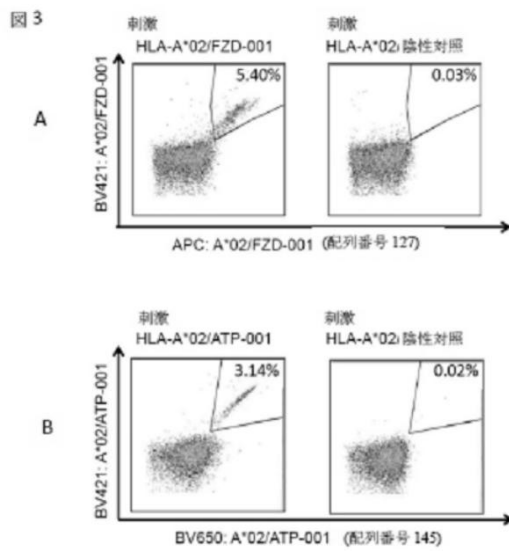 図 3
刺激
HLA-A*02/FZD-001
刺激
HLA-A*02/ 陰性対照
A
BV421: A*02/FZD-001
5.40%
0.03%
APC: A*02/FZD-001 (配列番号 127)
刺激
HLA-A*02/ATP-001
刺激
HLA-A*02/ 陰性対照
B
BV421: A*02/ATP-001
3.14%
0.02%
BV650: A*02/ATP-001 (配列番号 145)